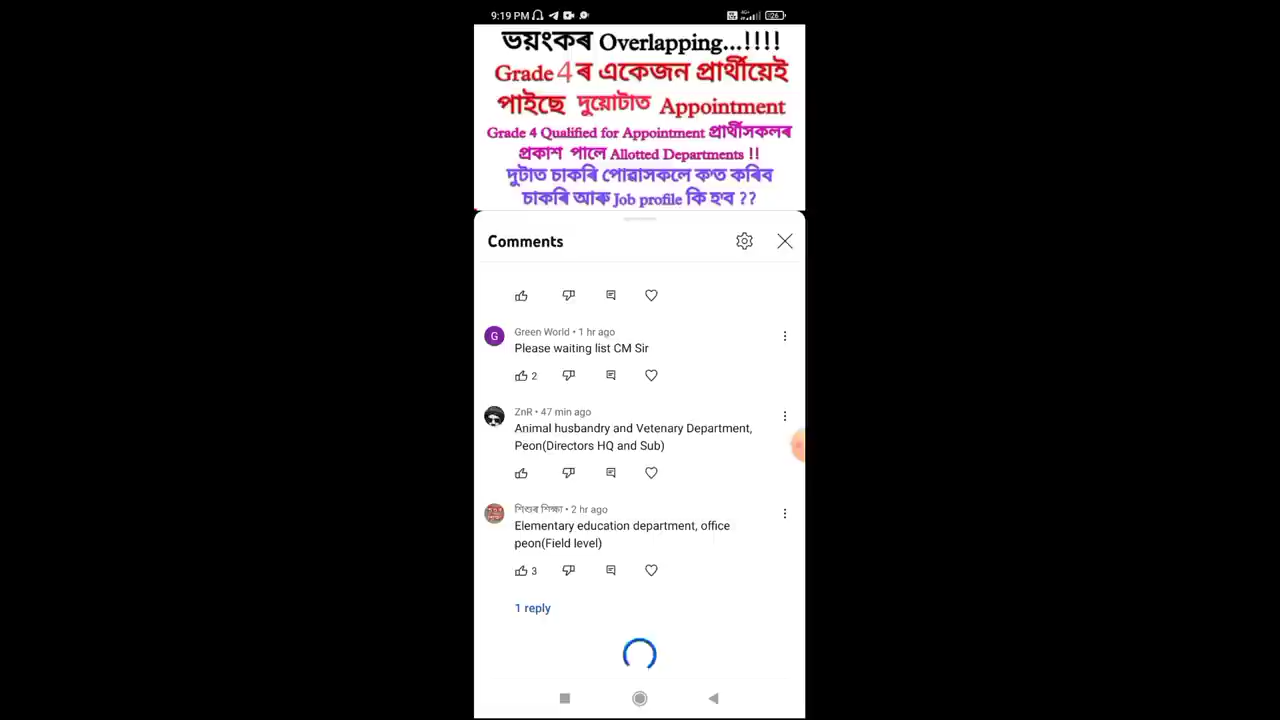 9:19 PM
4G+
26
ভয়ংকৰ Overlapping...!!!!
Grade 4 ৰ একেজন প্ৰাৰ্থীয়েই
পাইছে দুয়োটাত Appointment
Grade 4 Qualified for Appointment প্ৰাৰ্থীসকলৰ
প্ৰকাশ পালে Allotted Departments !!
দুটাত চাকৰি পোৱাসকলে ক'ত কৰিব
চাকৰি আৰু Job profile কি হ'ব ??
Comments
G
Green World • 1 hr ago
Please waiting list CM Sir
2
ZnR • 47 min ago
Animal husbandry and Vetenary Department,
Peon(Directors HQ and Sub)
শিশুৰ শিক্ষা • 2 hr ago
Elementary education department, office
peon(Field level)
3
1 reply